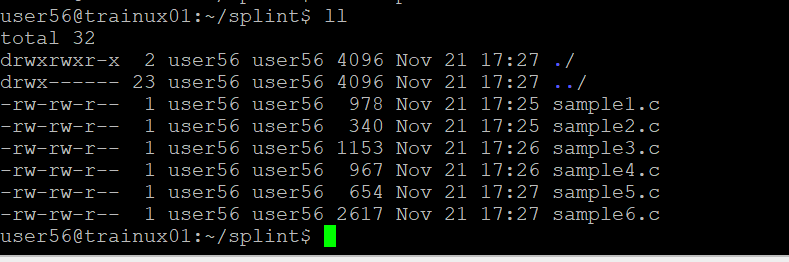 user56@trainux01:~/splint$ ll
total 32
drwxrwxr-x  2 user56 user56 4096 Nov 21 17:27 ./
drwx------ 23 user56 user56 4096 Nov 21 17:27 ../
-rw-rw-r--  1 user56 user56  978 Nov 21 17:25 sample1.c
-rw-rw-r--  1 user56 user56  340 Nov 21 17:25 sample2.c
-rw-rw-r--  1 user56 user56 1153 Nov 21 17:26 sample3.c
-rw-rw-r--  1 user56 user56  967 Nov 21 17:26 sample4.c
-rw-rw-r--  1 user56 user56  654 Nov 21 17:27 sample5.c
-rw-rw-r--  1 user56 user56 2617 Nov 21 17:27 sample6.c
user56@trainux01:~/splint$